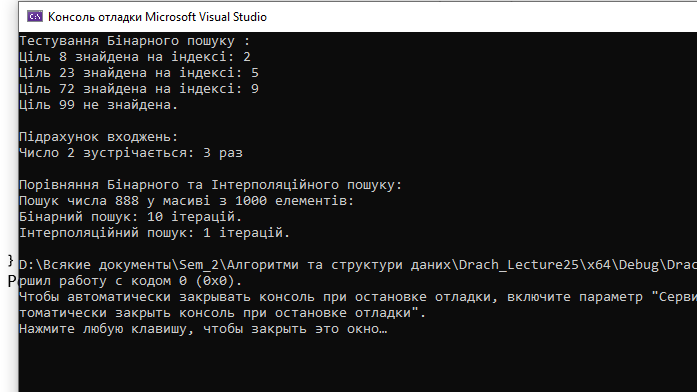 Консоль отладки Microsoft Visual Studio
Тестування Бінарного пошуку :
Ціль 8 знайдена на індексі: 2
Ціль 23 знайдена на індексі: 5
Ціль 72 знайдена на індексі: 9
Ціль 99 не знайдена.
Підрахунок входжень:
Число 2 зустрічається: 3 раз
Порівняння Бінарного та Інтерполяційного пошуку:
Пошук числа 888 у масиві з 1000 елементів:
Бінарний пошук: 10 ітерацій.
Інтерполяційний пошук: 1 ітерацій.
}
D:\Всякие документы\Sem_2\Алгоритми та структури даних\Drach_Lecture25\x64\Debug\Drac
ршил работу с кодом 0 (0x0).
Чтобы автоматически закрывать консоль при остановке отладки, включите параметр "Серви
томатически закрыть консоль при остановке отладки".
Нажмите любую клавишу, чтобы закрыть это окно…